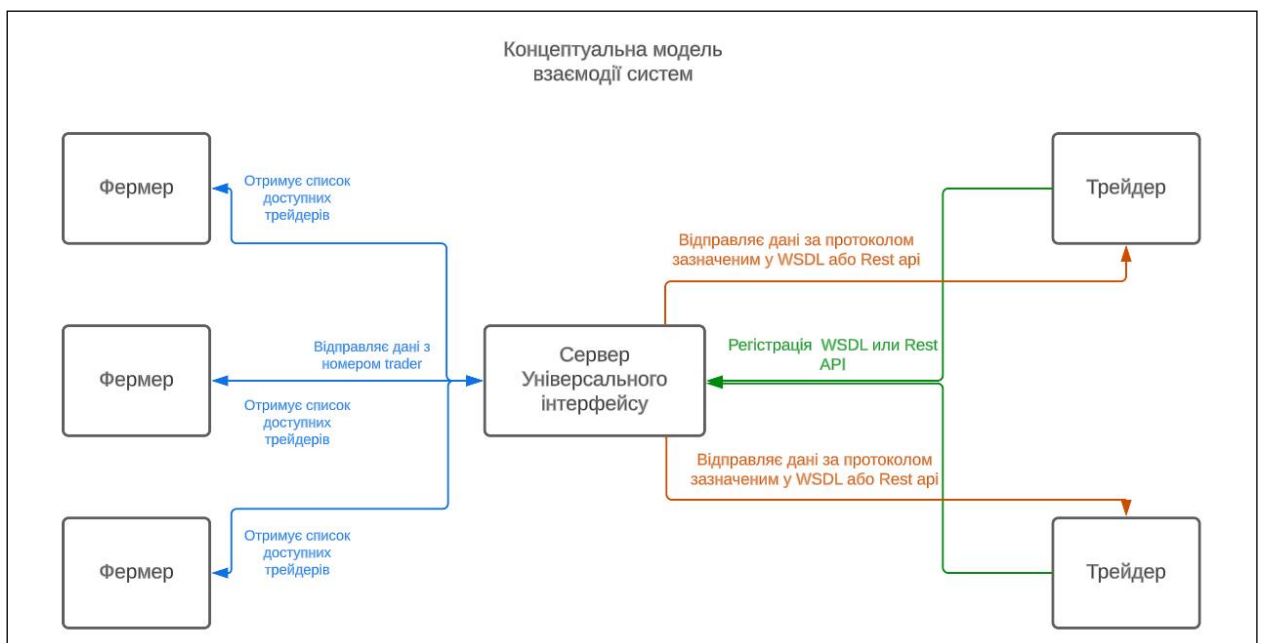 Концептуальна модель
взаємодії систем
Фермер
Отримує список
доступних
трейдерів
Трейдер
Відправляє дані за протоколом
зазначеним у WSDL або Rest api
Фермер
Відправляє дані з
номером trader
Отримує список
доступних
трейдерів
Сервер
Універсального
інтерфейсу
Регістрація WSDL или Rest
API
Відправляє дані за протоколом
зазначеним у WSDL або Rest api
Фермер
Отримує список
доступних
трейдерів
Трейдер